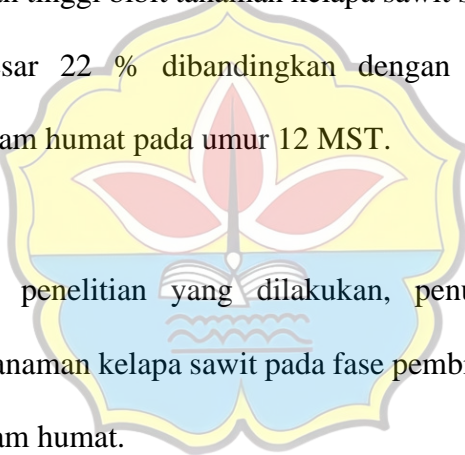 tinggi bibit tanaman kelapa sawit
sar 22 % dibandingkan dengan
am humat pada umur 12 MST.
penelitian yang dilakukan, penu
anaman kelapa sawit pada fase pemb
am humat.